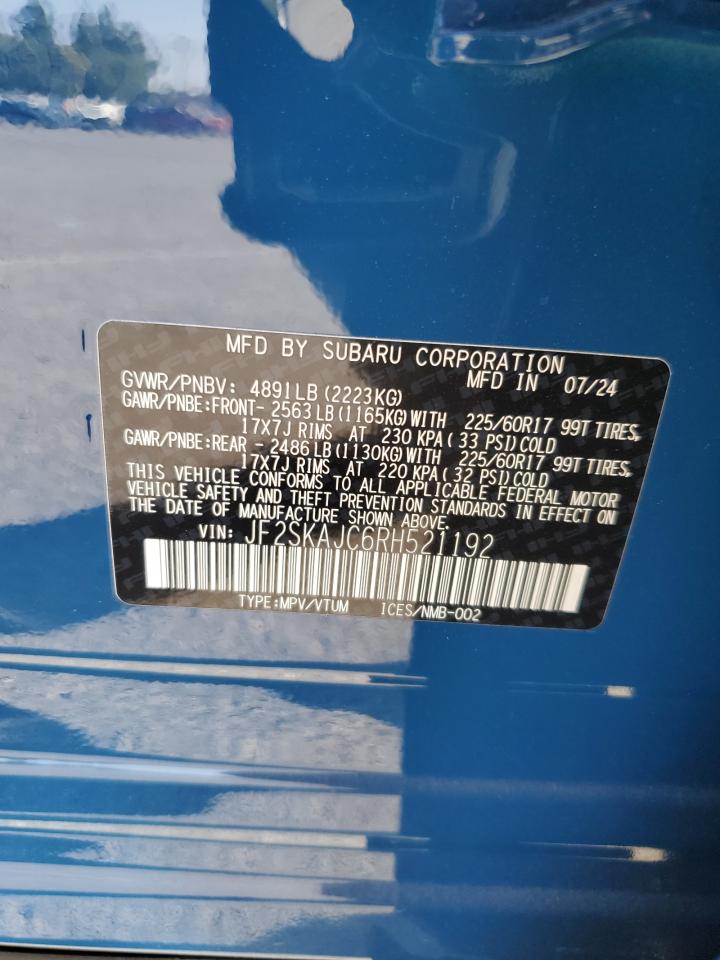 MFD BY SUBARU CORPORATION
GVWR/PNBV: 4891LB(2223KG) MFD IN 07/24
GAWR/PNBE:FRONT- 2563LB(1165KG)WITH 225/60R17 99T TIRES,
17X7J RIMS AT 230 KPA( 33 PSI)COLD
GAWR/PNBE:REAR - 2486LB(1130KG)WITH 225/60R17 99T TIRES,
17X7J RIMS AT 220 KPA( 32 PSI)COLD
THIS VEHICLE CONFORMS TO ALL APPLICABLE FEDERAL MOTOR
VEHICLE SAFETY AND THEFT PREVENTION STANDARDS IN EFFECT ON
THE DATE OF MANUFACTURE SHOWN ABOVE.
VIN: JF2SKAJC6RH521192
TYPE:MPV/VTUM ICES/NMB-002